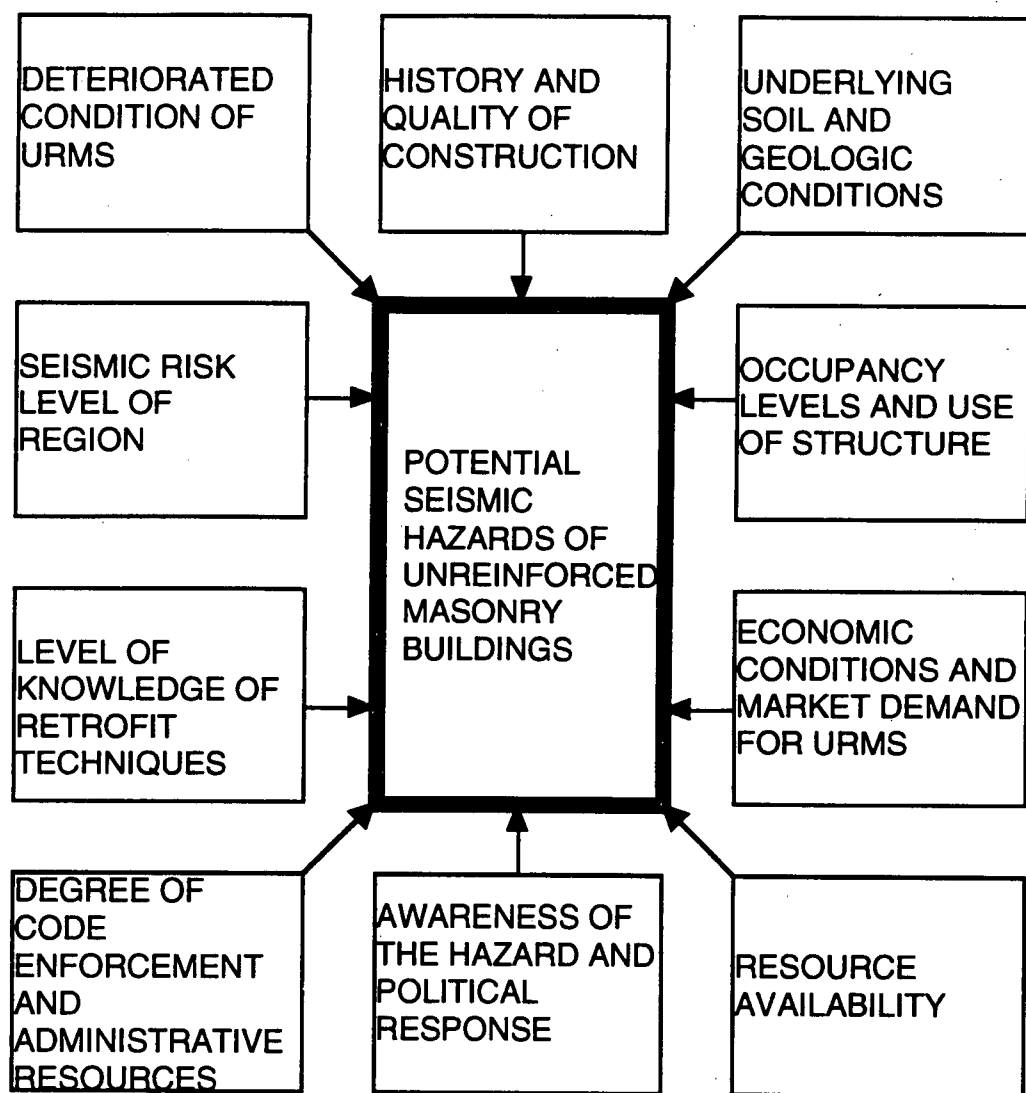 DETERIORATED
CONDITION OF
URMS
HISTORY AND
QUALITY OF
CONSTRUCTION
UNDERLYING
SOIL AND
GEOLOGIC
CONDITIONS
SEISMIC RISK
LEVEL OF
REGION
POTENTIAL
SEISMIC
HAZARDS OF
UNREINFORCED
MASONRY
BUILDINGS
OCCUPANCY
LEVELS AND USE
OF STRUCTURE
LEVEL OF
KNOWLEDGE OF
RETROFIT
TECHNIQUES
ECONOMIC
CONDITIONS AND
MARKET DEMAND
FOR URMS
DEGREE OF
CODE
ENFORCEMENT
AND
ADMINISTRATIVE
RESOURCES
AWARENESS OF
THE HAZARD AND
POLITICAL
RESPONSE
RESOURCE
AVAILABILITY